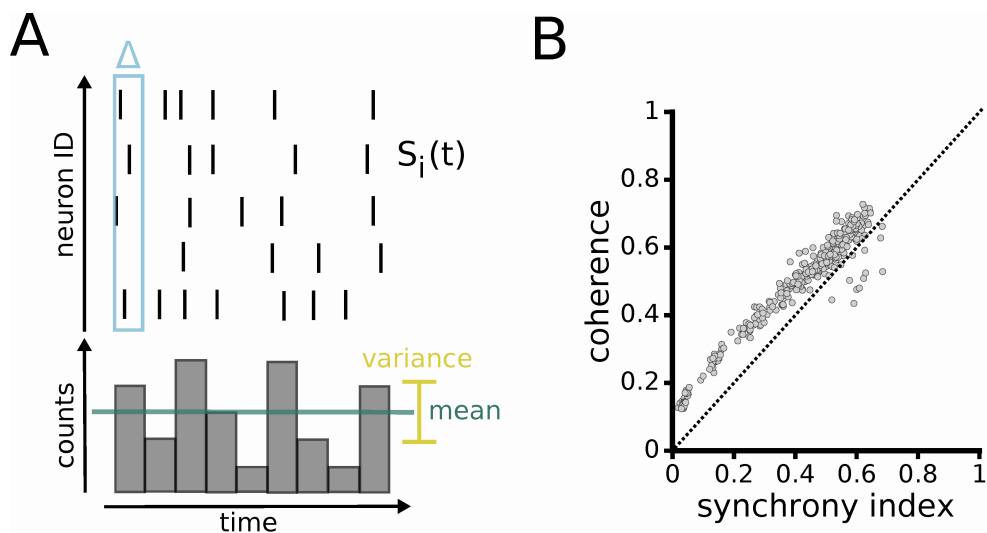 A
B
Δ
neuron ID
Si(t)
counts
variance
mean
time
coherence
1
0.8
0.6
0.4
0.2
0
0 0.2 0.4 0.6 0.8 1
synchrony index